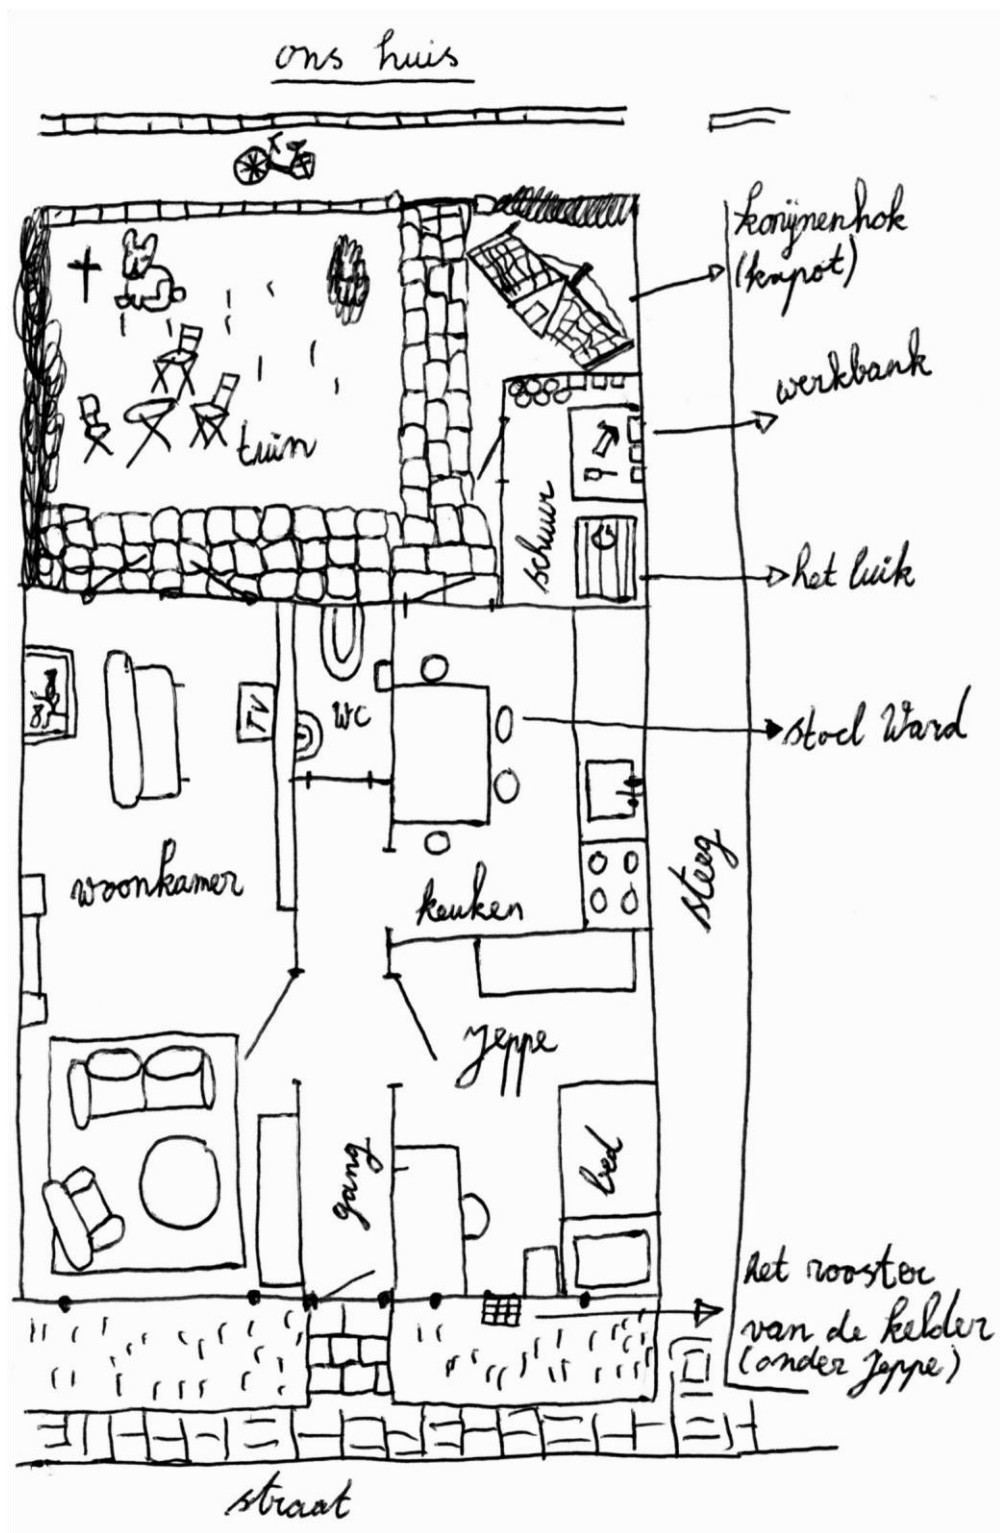 ons huis
konijnenhok
(kapot)
werkbank
tuin
schuur
het luik
WC
TV
stoel Ward
woonkamer
keuken
steeg
Jeppe
gang
bed
het rooster
van de kelder
(onder Jeppe)
straat